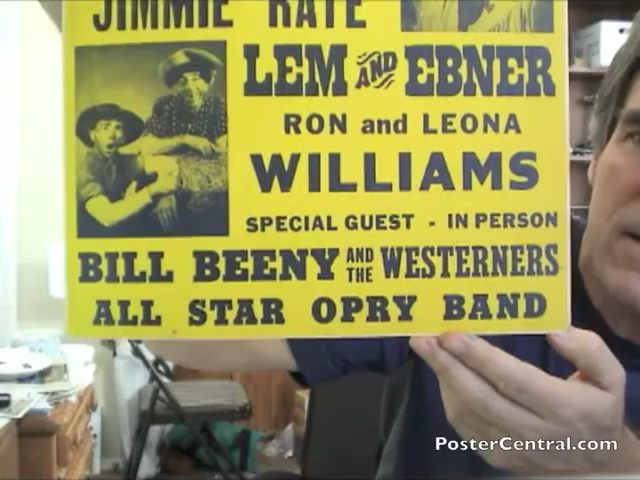 JIMMIE KATE
LEM AND EBNER
RON and LEONA
WILLIAMS
SPECIAL GUEST - IN PERSON
BILL BEENY AND THE WESTERNERS
ALL STAR OPRY BAND
PosterCentral.com